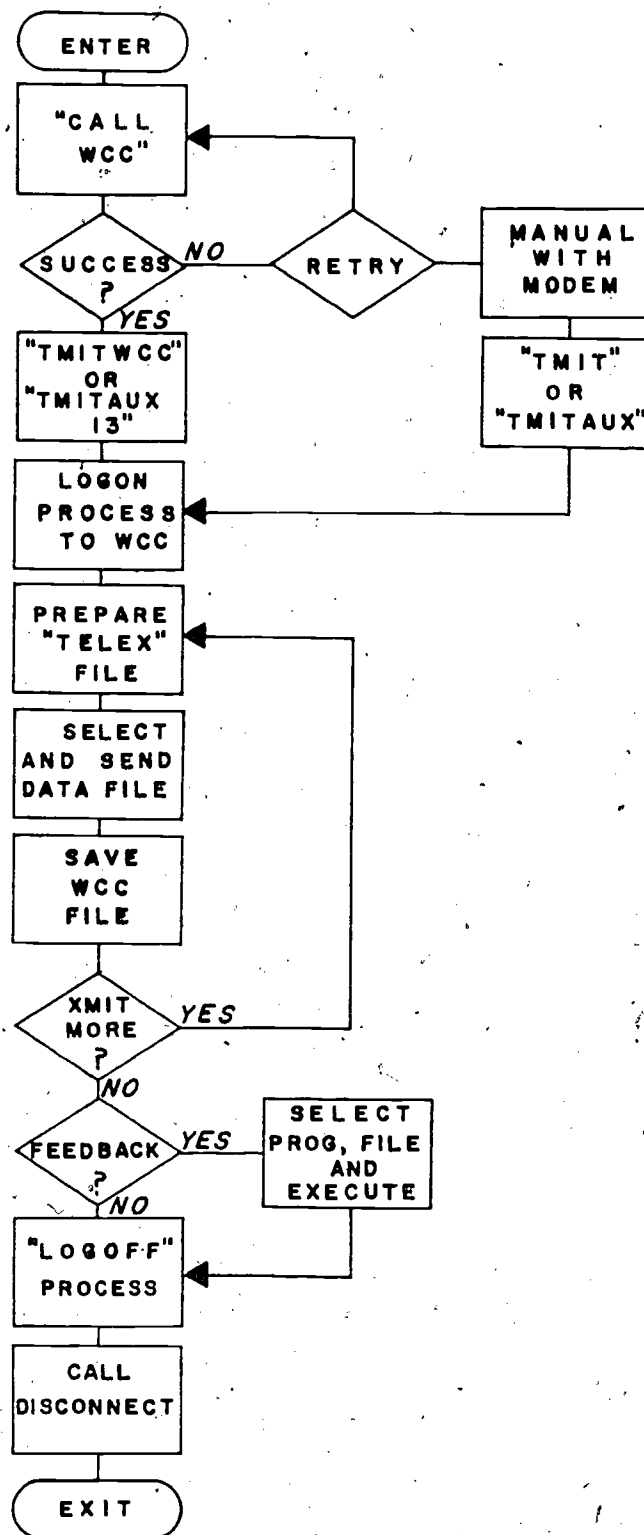 ENTER
"CALL
WCC"
SUCCESS
?
NO
RETRY
MANUAL
WITH
MODEM
YES
"TMITWCC"
OR
"TMITAUX
13"
"TMIT"
OR
"TMITAUX"
LOGON
PROCESS
TO WCC
PREPARE
"TELEX"
FILE
SELECT
AND SEND
DATA FILE
SAVE
WCC
FILE
XMIT
MORE
?
YES
NO
FEEDBACK
?
YES
SELECT
PROG, FILE
AND
EXECUTE
NO
"LOGOFF"
PROCESS
CALL
DISCONNECT
EXIT